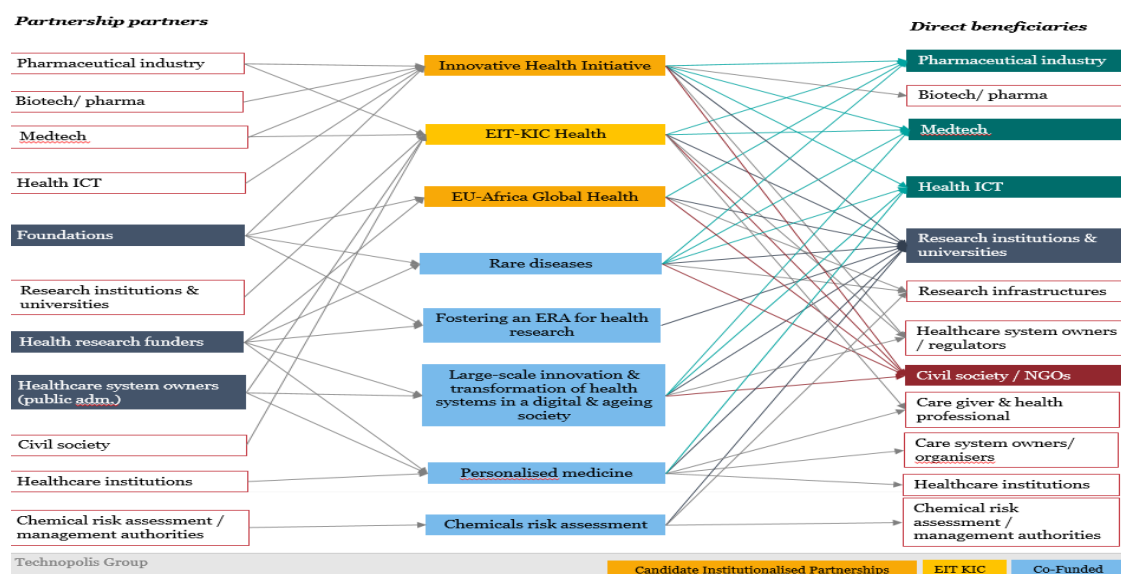 Partnership partners
Direct beneficiaries
Pharmaceutical industry
Biotech/ pharma
Medtech
Health ICT
Foundations
Research institutions &
universities
Health research funders
Healthcare system owners
(public adm.)
Civil society
Healthcare institutions
Chemical risk assessment /
management authorities
Innovative Health Initiative
EIT-KIC Health
EU-Africa Global Health
Rare diseases
Fostering an ERA for health
research
Large-scale innovation &
transformation of health
systems in a digital & ageing
society
Personalised medicine
Chemicals risk assessment
Pharmaceutical industry
Biotech/ pharma
Medtech
Health ICT
Research institutions &
universities
Research infrastructures
Healthcare system owners
/ regulators
Civil society / NGOs
Care giver & health
professional
Care system owners/
organisers
Healthcare institutions
Chemical risk
assessment /
management authorities
Technopolis Group
Candidate Institutionalised Partnerships
EIT KIC
Co-Funded